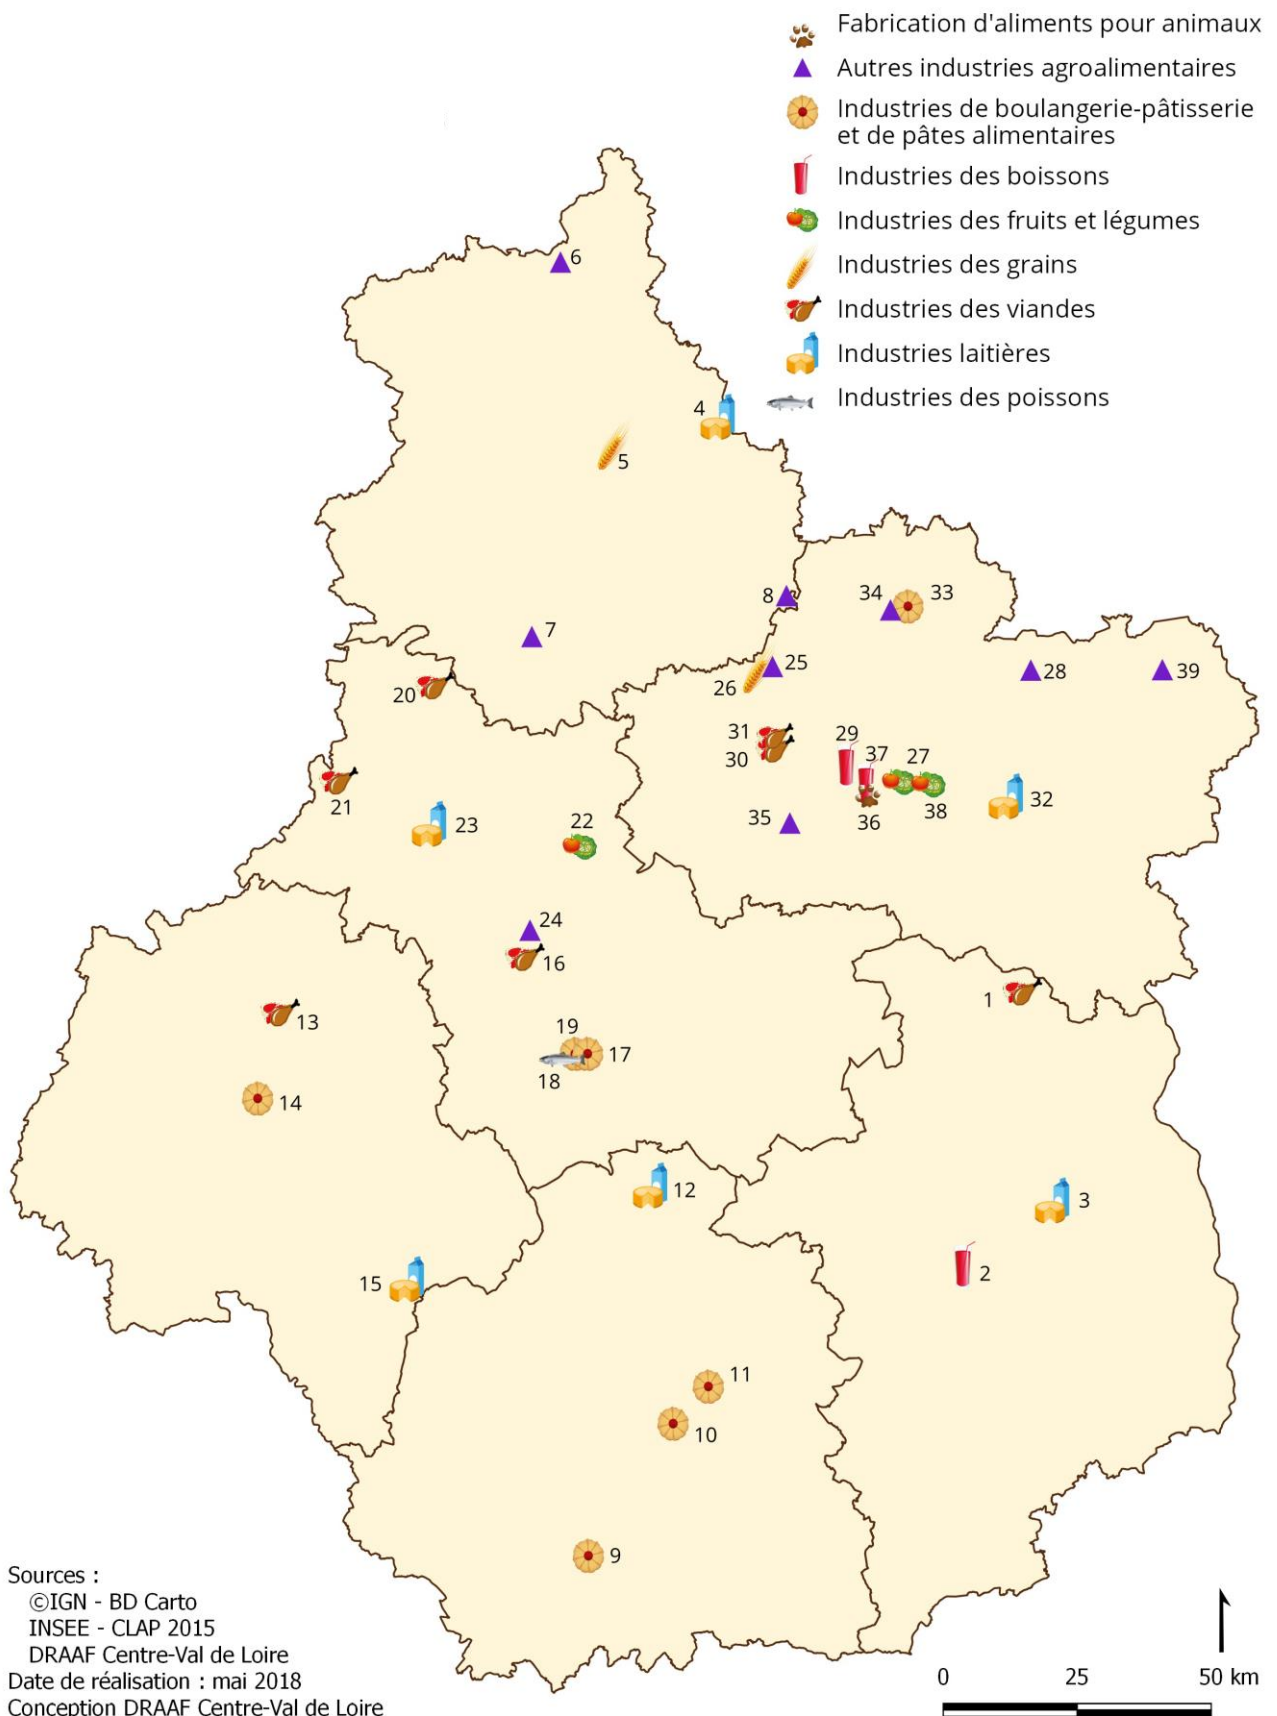 Fabrication d'aliments pour animaux
Autres industries agroalimentaires
Industries de boulangerie-pâtisserie
et de pâtes alimentaires
Industries des boissons
Industries des fruits et légumes
Industries des grains
Industries des viandes
Industries laitières
Industries des poissons
6
4
5
8
34
33
7
25
26
28
39
20
31
30
29
37
27
21
32
23
22
35
36
38
24
16
1
13
19
17
18
14
12
3
15
2
11
10
9
Sources :
©IGN - BD Carto
INSEE - CLAP 2015
DRAAF Centre-Val de Loire
Date de réalisation : mai 2018
Conception DRAAF Centre-Val de Loire
0 25 50 km